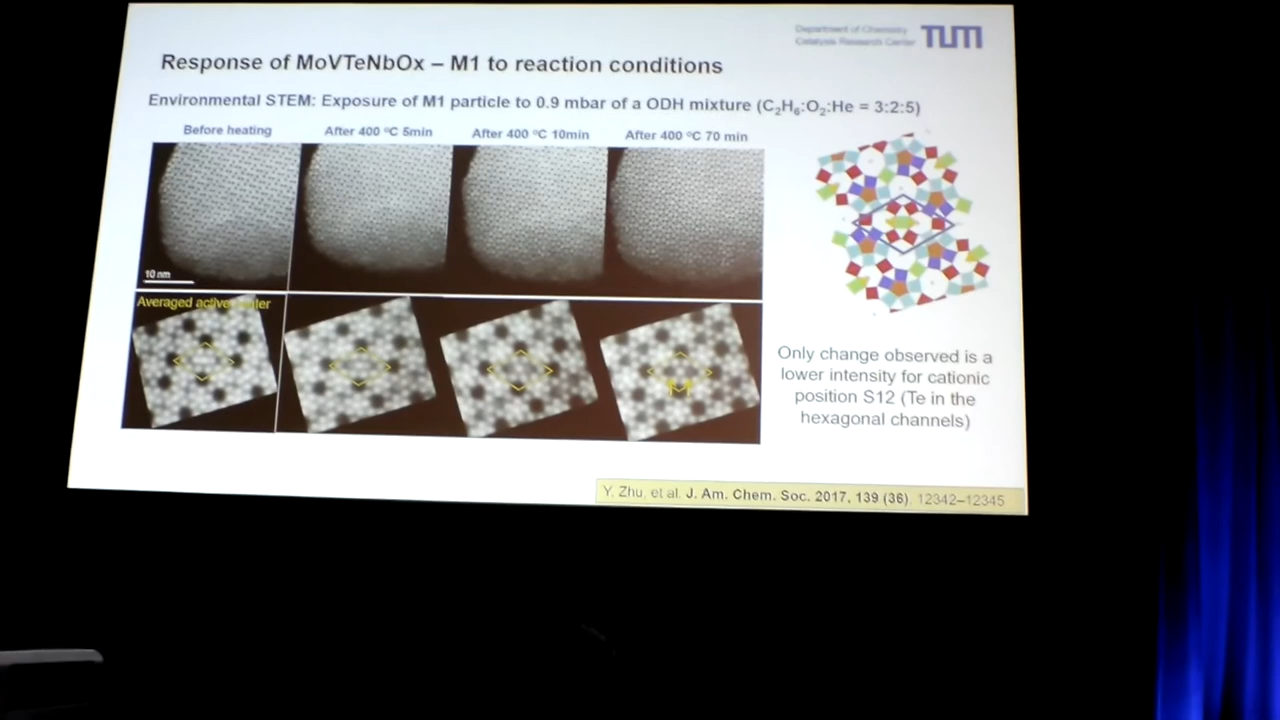 Department of Chemistry
Catalysis Research Center
TUM
Response of MoVTeNbOx – M1 to reaction conditions
Environmental STEM: Exposure of M1 particle to 0.9 mbar of a ODH mixture (C₂H₆:O₂:He = 3:2:5)
Before heating
After 400 ºC 5min
After 400 ºC 10min
After 400 ºC 70 min
10 nm
Averaged active center
Only change observed is a
lower intensity for cationic
position S12 (Te in the
hexagonal channels)
Y. Zhu, et al. J. Am. Chem. Soc. 2017, 139 (36), 12342–12345